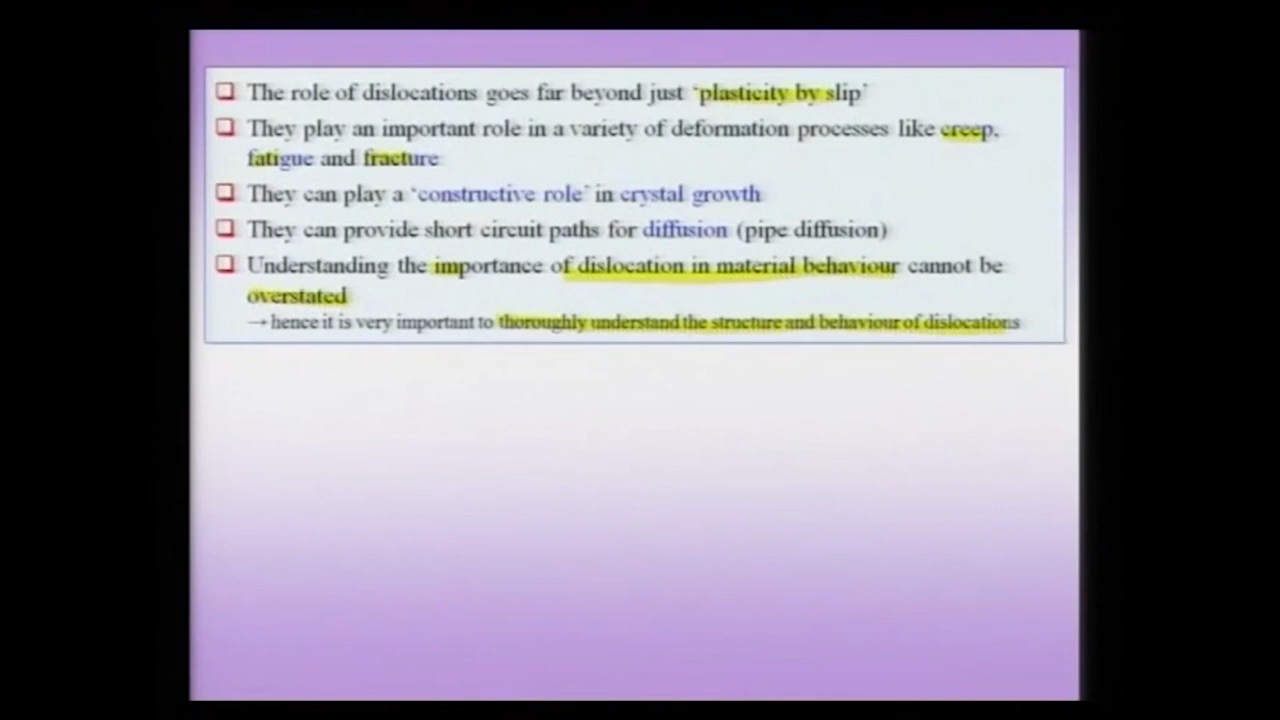 The role of dislocations goes far beyond just ‘plasticity by slip’
They play an important role in a variety of deformation processes like creep,
fatigue and fracture
They can play a ‘constructive role’ in crystal growth
They can provide short circuit paths for diffusion (pipe diffusion)
Understanding the importance of dislocation in material behaviour cannot be
overstated
→ hence it is very important to thoroughly understand the structure and behaviour of dislocations